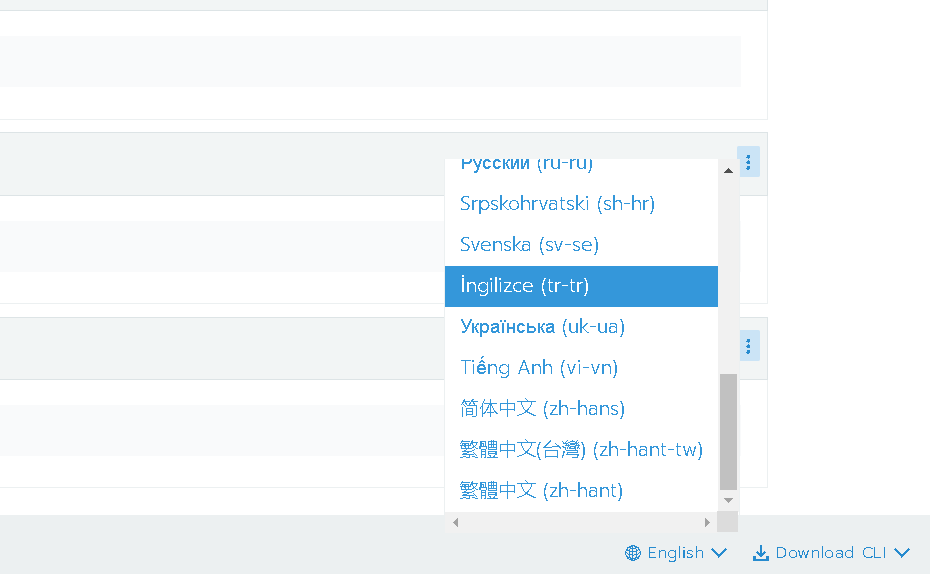 Русский (ru-ru)
Srpskohrvatski (sh-hr)
Svenska (sv-se)
İngilizce (tr-tr)
Українська (uk-ua)
Tiếng Anh (vi-vn)
简体中文 (zh-hans)
繁體中文(台灣) (zh-hant-tw)
繁體中文 (zh-hant)
English Download CLI